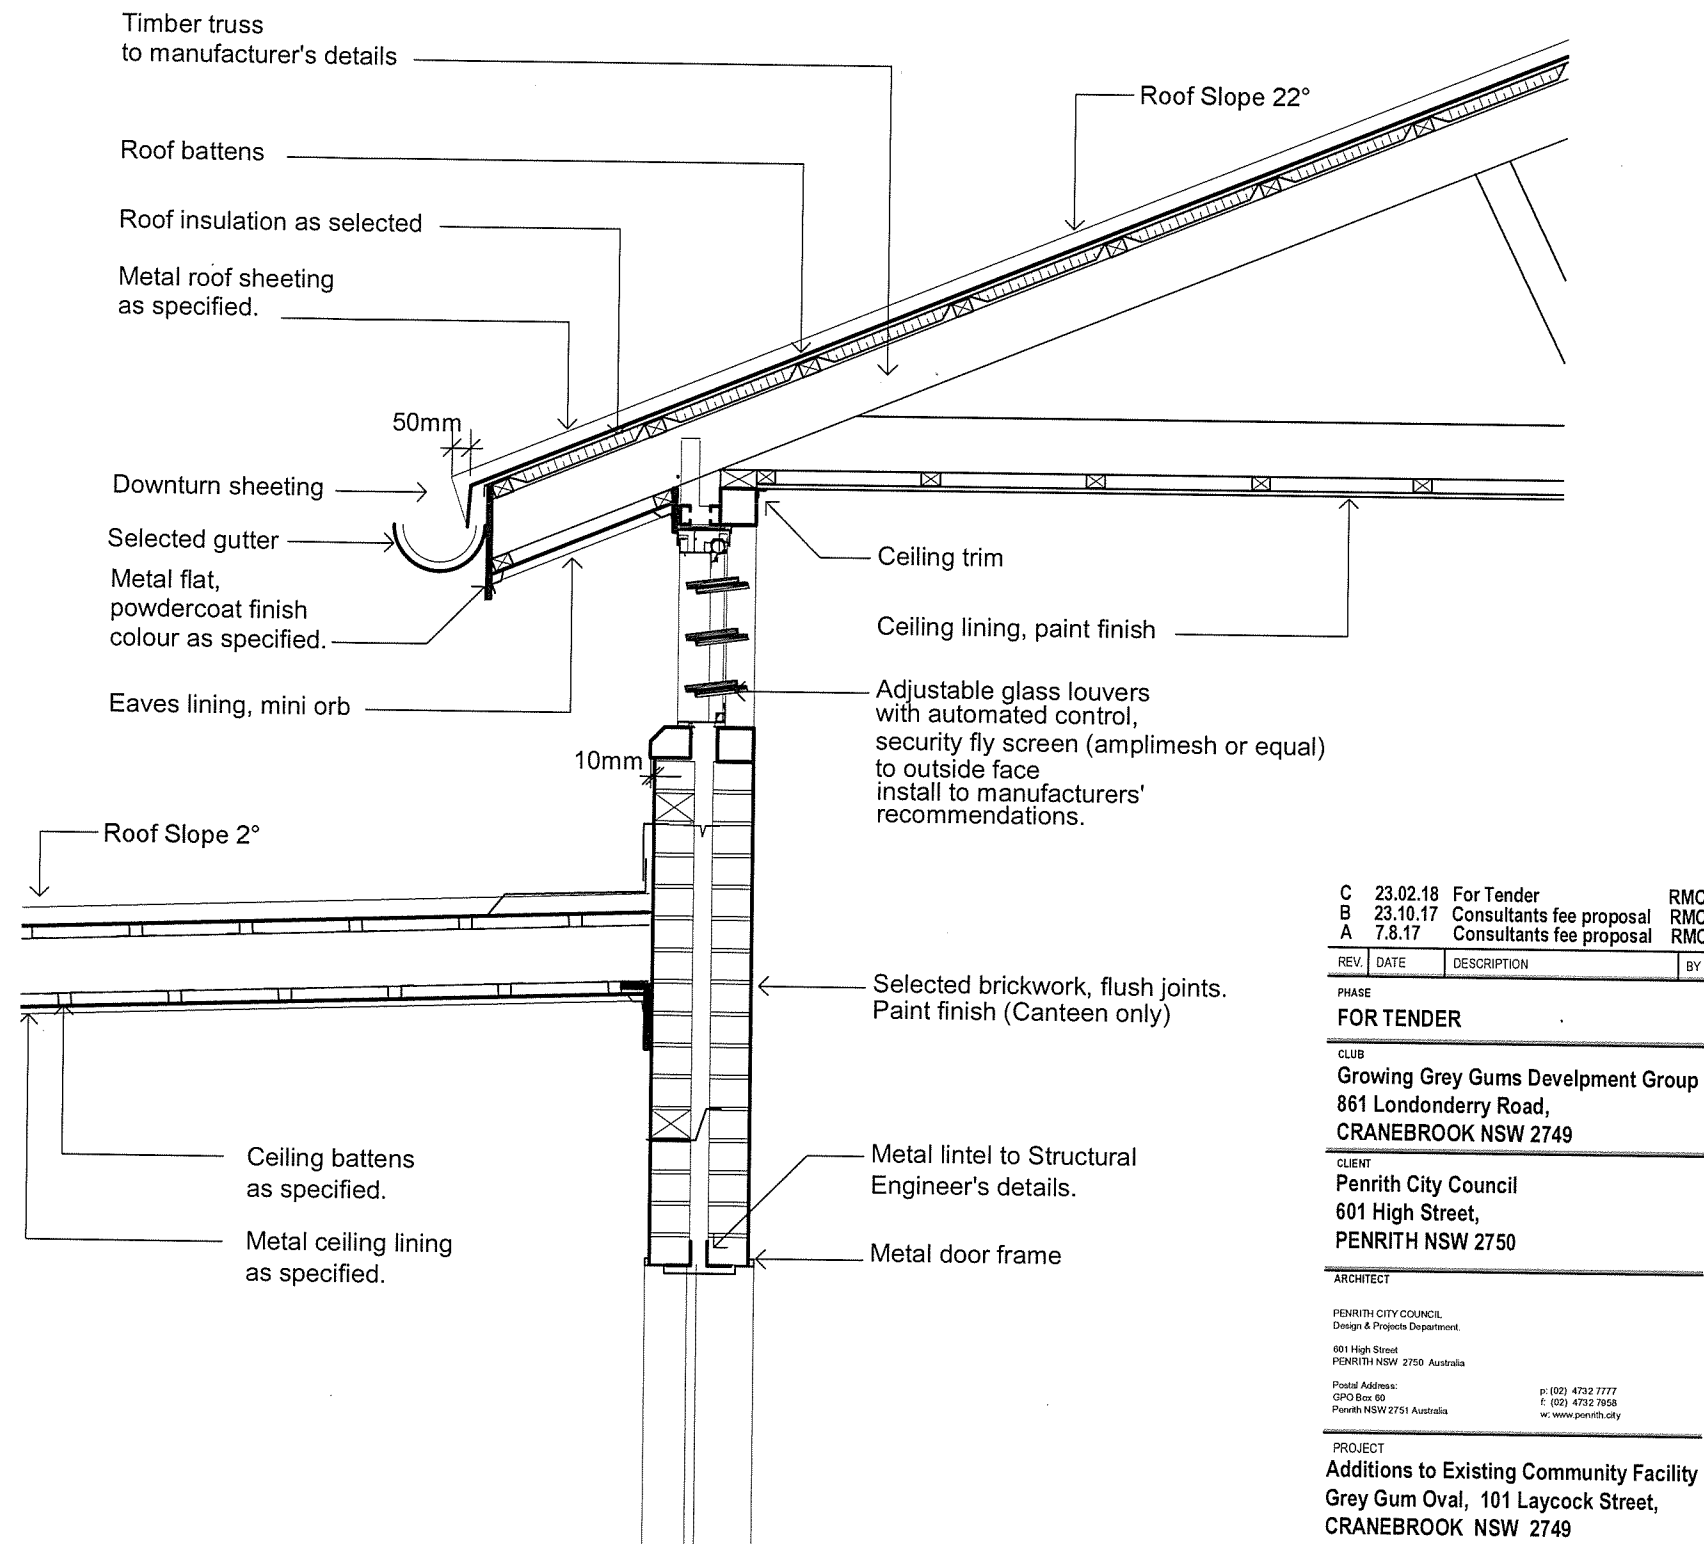 Timber truss
to manufacturer's details
Roof Slope 22°
Roof battens
Roof insulation as selected
Metal roof sheeting
as specified.
50mm
Downturn sheeting
Selected gutter
Metal flat,
powdercoat finish
colour as specified.
Eaves lining, mini orb
Ceiling trim
Ceiling lining, paint finish
Adjustable glass louvers
with automated control,
security fly screen (amplimesh or equal)
to outside face
install to manufacturers'
recommendations.
10mm
Roof Slope 2°
Selected brickwork, flush joints.
Paint finish (Canteen only)
Ceiling battens
as specified.
Metal ceiling lining
as specified.
Metal lintel to Structural
Engineer's details.
Metal door frame
C 23.02.18 For Tender RMC
B 23.10.17 Consultants fee proposal RMC
A 7.8.17 Consultants fee proposal RMC
REV. DATE DESCRIPTION BY
PHASE
FOR TENDER
CLUB
Growing Grey Gums Develpment Group
861 Londonderry Road,
CRANEBROOK NSW 2749
CLIENT
Penrith City Council
601 High Street,
PENRITH NSW 2750
ARCHITECT
PENRITH CITY COUNCIL
Design & Projects Department.
601 High Street
PENRITH NSW 2750 Australia
Postal Address:
GPO Box 60
Penrith NSW 2751 Australia
p: (02) 4732 7777
f: (02) 4732 7958
w: www.penrith.city
PROJECT
Additions to Existing Community Facility
Grey Gum Oval, 101 Laycock Street,
CRANEBROOK NSW 2749